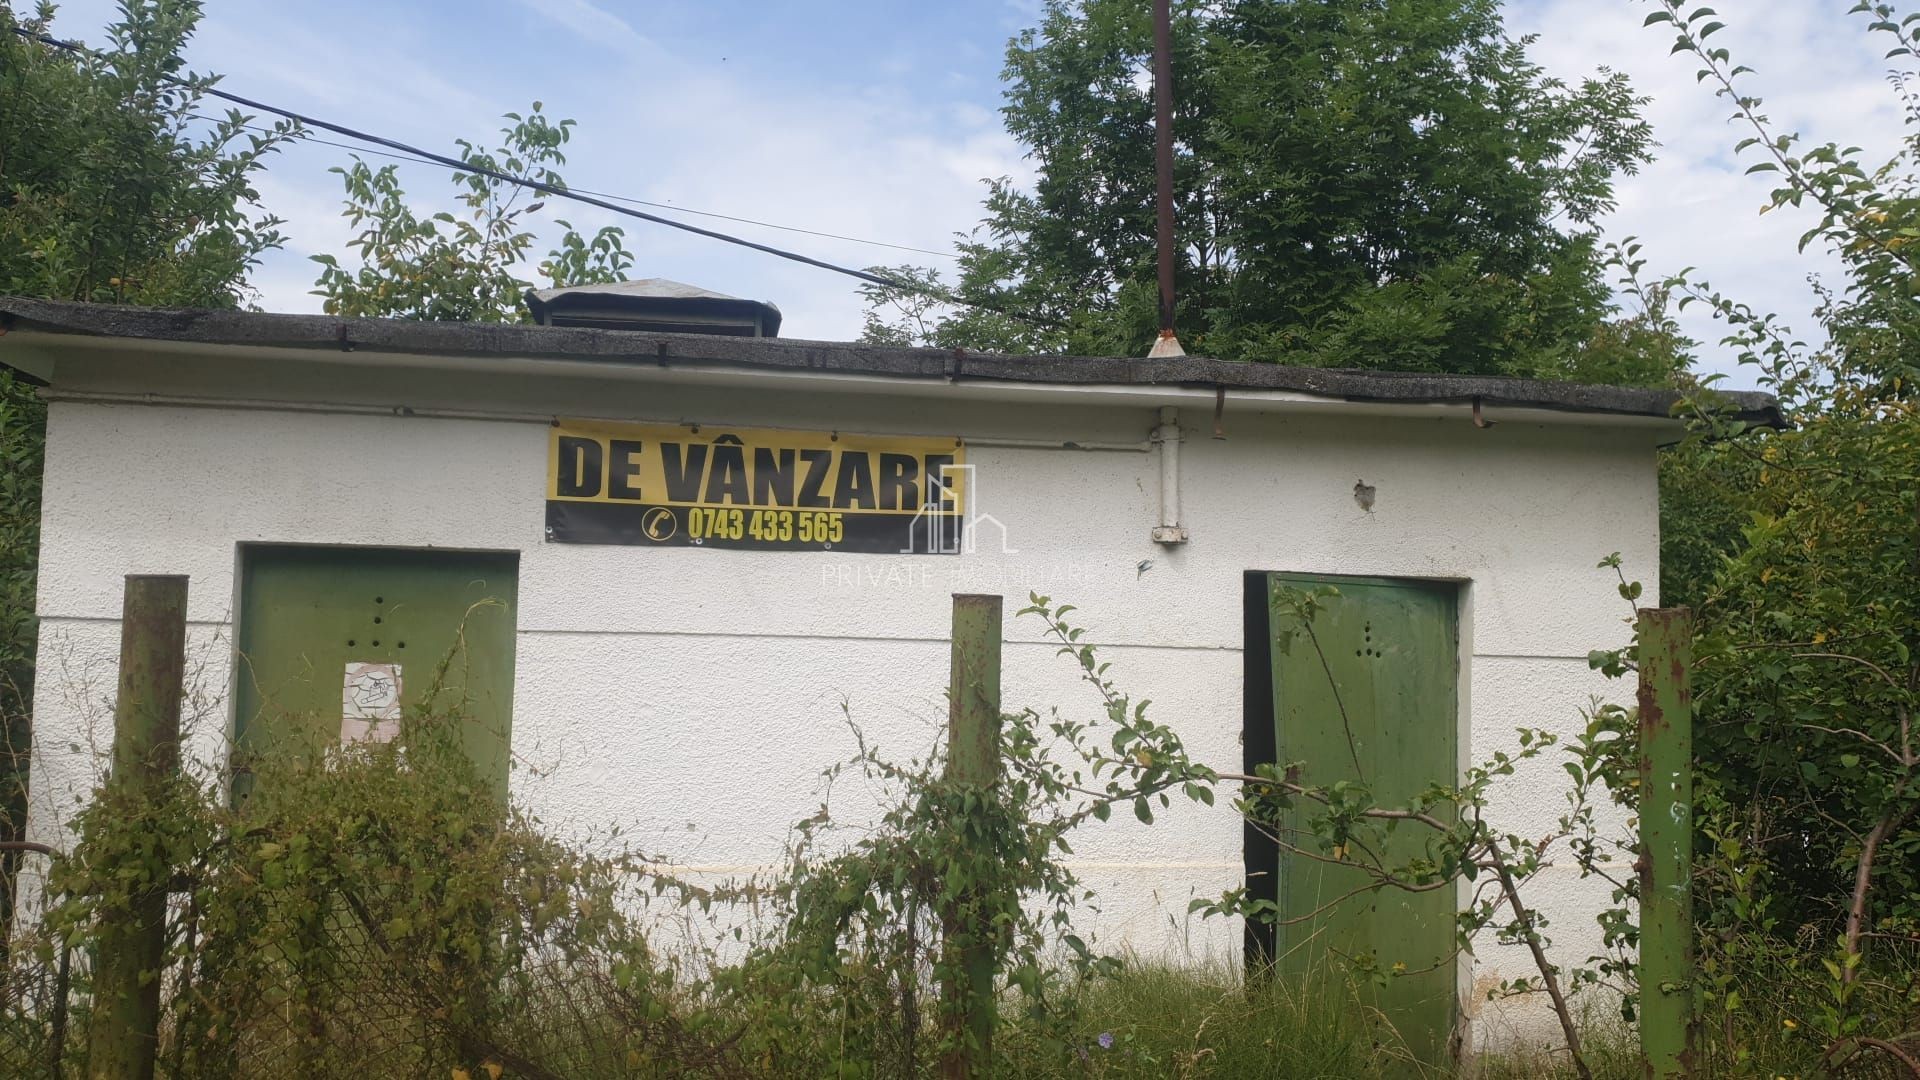 DE VÂNZARE
0743 433 565
PRIVATE IMOBILIARE